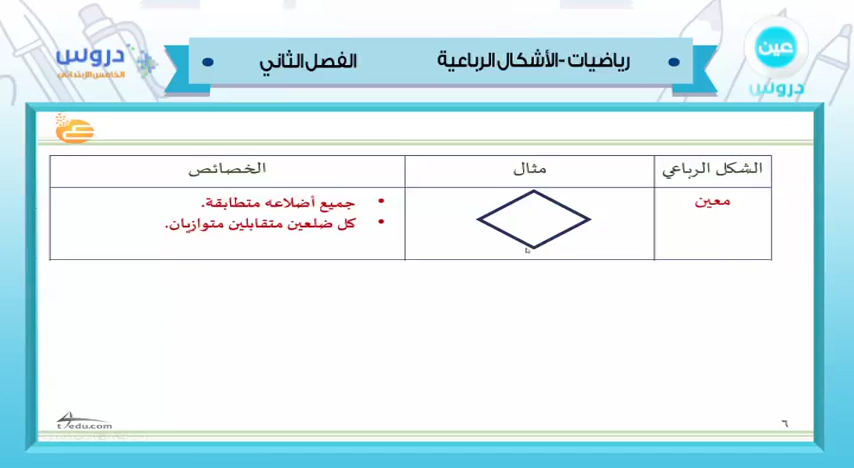 عين
دروس
رياضيات - الأشكال الرباعية
الفصل الثاني
دروس
الخامس الابتدائي
الشكل الرباعي
مثال
الخصائص
معين
• جميع أضلاعه متطابقة.
• كل ضلعين متقابلين متوازيان.
t4edu.com
٦